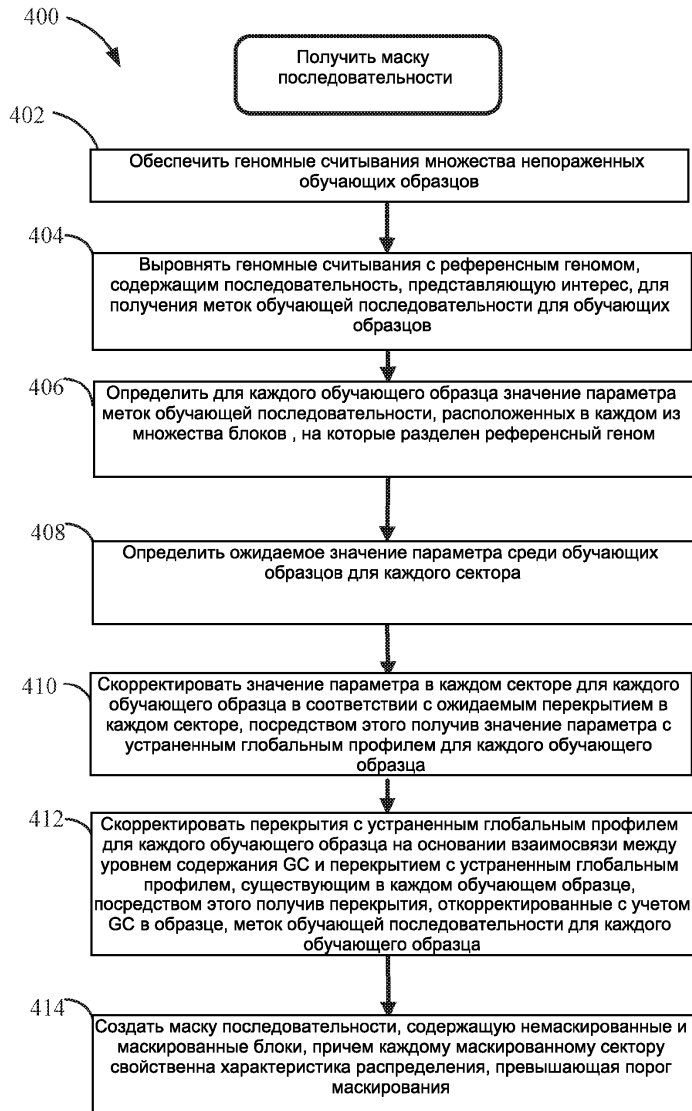 400
Получить маску
последовательности
402
Обеспечить геномные считывания множества непораженных
обучающих образцов
404
Выровнять геномные считывания с референсным геномом,
содержащим последовательность, представляющую интерес, для
получения меток обучающей последовательности для обучающих
образцов
406
Определить для каждого обучающего образца значение параметра
меток обучающей последовательности, расположенных в каждом из
множества блоков , на которые разделен референсный геном
408
Определить ожидаемое значение параметра среди обучающих
образцов для каждого сектора
410
Скорректировать значение параметра в каждом секторе для каждого
обучающего образца в соответствии с ожидаемым перекрытием в
каждом секторе, посредством этого получив значение параметра с
устраненным глобальным профилем для каждого обучающего
образца
412
Скорректировать перекрытия с устраненным глобальным профилем
для каждого обучающего образца на основании взаимосвязи между
уровнем содержания GC и перекрытием с устраненным глобальным
профилем, существующим в каждом обучающем образце,
посредством этого получив перекрытия, откорректированные с учетом
GC в образце, меток обучающей последовательности для каждого
обучающего образца
414
Создать маску последовательности, содержащую немаскированные и
маскированные блоки, причем каждому маскированному сектору
свойственна характеристика распределения, превышающая порог
маскирования